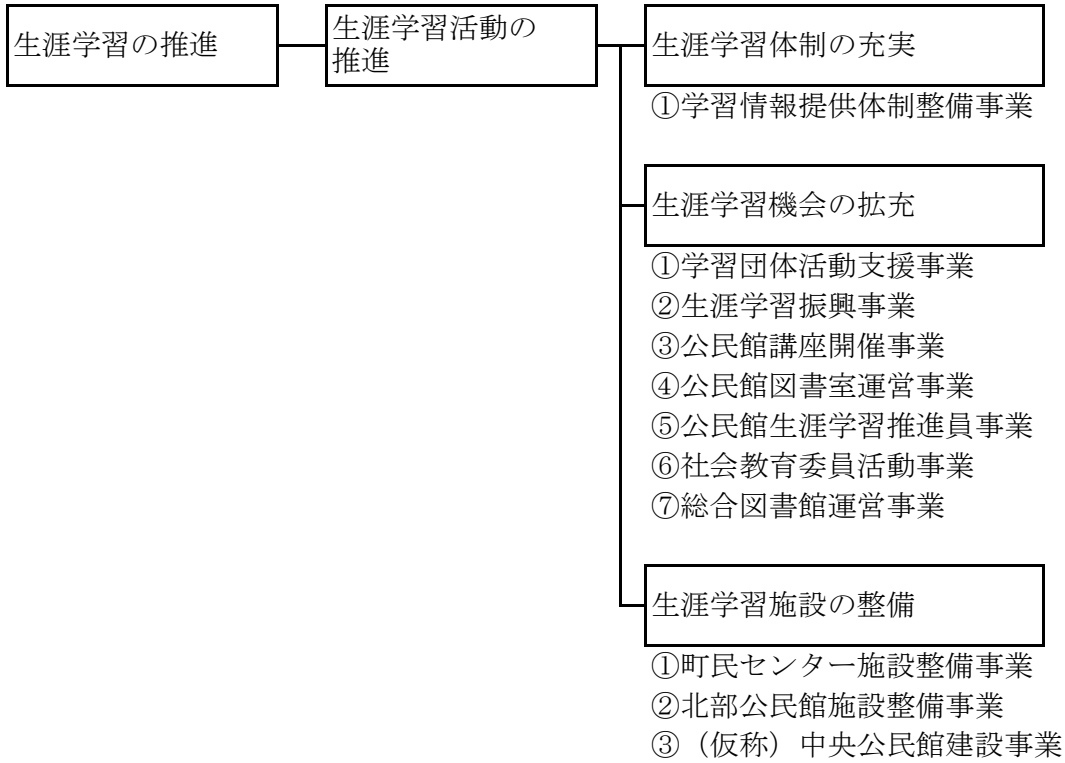 生涯学習の推進
生涯学習活動の
推進
生涯学習体制の充実
①学習情報提供体制整備事業
生涯学習機会の拡充
①学習団体活動支援事業
②生涯学習振興事業
③公民館講座開催事業
④公民館図書室運営事業
⑤公民館生涯学習推進員事業
⑥社会教育委員活動事業
⑦総合図書館運営事業
生涯学習施設の整備
①町民センター施設整備事業
②北部公民館施設整備事業
③（仮称）中央公民館建設事業